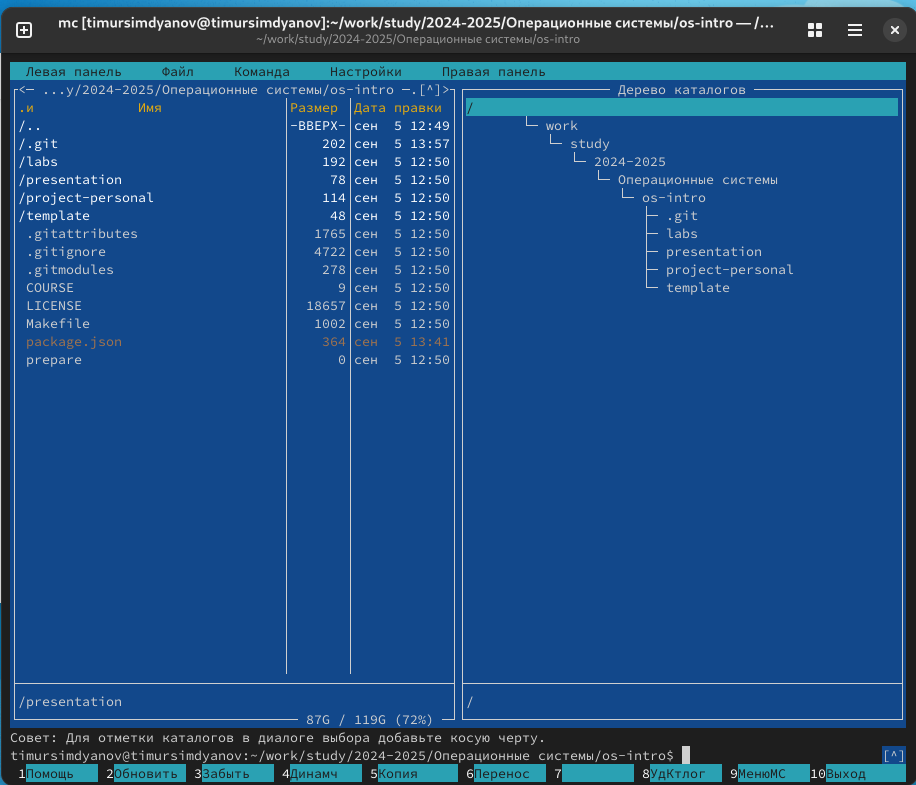 mc [timursimdyanov@timursimdyanov]:~/work/study/2024-2025/Операционные системы/os-intro — /...
~/work/study/2024-2025/Операционные системы/os-intro
Левая панель Файл Команда Настройки Правая панель
<— ...y/2024-2025/Операционные системы/os-intro —.[^]>
.и Имя Размер Дата правки
/.. -ВВЕРХ- сен 5 12:49
/.git 202 сен 5 13:57
/labs 192 сен 5 12:50
/presentation 78 сен 5 12:50
/project-personal 114 сен 5 12:50
/template 48 сен 5 12:50
.gitattributes 1765 сен 5 12:50
.gitignore 4722 сен 5 12:50
.gitmodules 278 сен 5 12:50
COURSE 9 сен 5 12:50
LICENSE 18657 сен 5 12:50
Makefile 1002 сен 5 12:50
package.json 364 сен 5 13:41
prepare 0 сен 5 12:50
/presentation
87G / 119G (72%)
Дерево каталогов
/
work
study
2024-2025
Операционные системы
os-intro
.git
labs
presentation
project-personal
template
/
Совет: Для отметки каталогов в диалоге выбора добавьте косую черту.
timursimdyanov@timursimdyanov:~/work/study/2024-2025/Операционные системы/os-intro$ [^]
1Помощь 2Обновить 3Забыть 4Динамч 5Копия 6Перенос 7 8УдКтлог 9МенюMC 10Выход